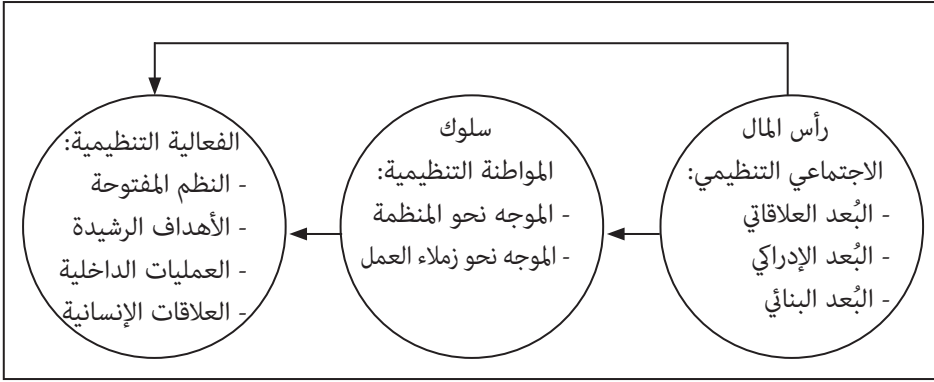 رأس المال
الاجتماعي التنظيمي:
- البُعد العلاقاتي
- البُعد الإدراكي
- البُعد البنائي
سلوك
المواطنة التنظيمية:
- الموجه نحو المنظمة
- الموجه نحو زملاء العمل
الفعالية التنظيمية:
- النظم المفتوحة
- الأهداف الرشيدة
- العمليات الداخلية
- العلاقات الإنسانية